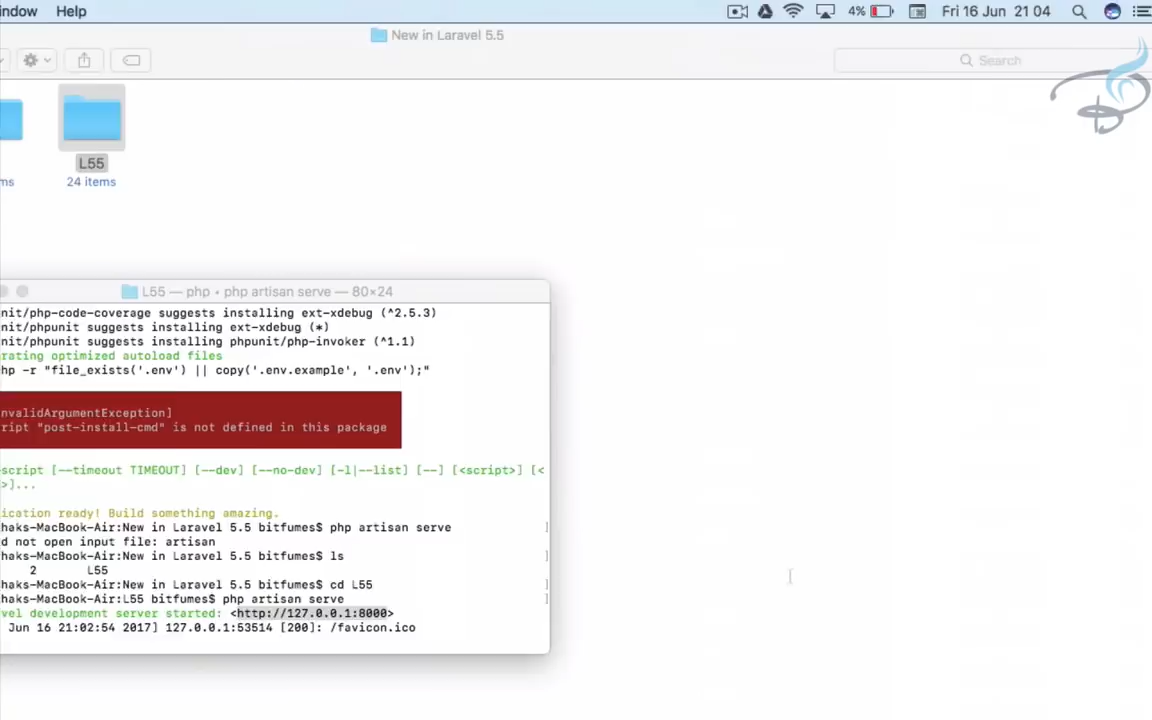 indow Help 4% Fri 16 Jun 21 04
New in Laravel 5.5
Search
L55
ms 24 items
L55 — php • php artisan serve — 80×24
nit/php-code-coverage suggests installing ext-xdebug (^2.5.3)
nit/phpunit suggests installing ext-xdebug (*)
nit/phpunit suggests installing phpunit/php-invoker (^1.1)
rating optimized autoload files
hp -r "file_exists('.env') || copy('.env.example', '.env');"
nvalidArgumentException]
ript "post-install-cmd" is not defined in this package
script [--timeout TIMEOUT] [--dev] [--no-dev] [-l|--list] [--] [<script>] [<
>]...
ication ready! Build something amazing.
haks-MacBook-Air:New in Laravel 5.5 bitfumes$ php artisan serve ]
d not open input file: artisan
haks-MacBook-Air:New in Laravel 5.5 bitfumes$ ls ]
2 L55
haks-MacBook-Air:New in Laravel 5.5 bitfumes$ cd L55 ]
haks-MacBook-Air:L55 bitfumes$ php artisan serve ]
vel development server started: <http://127.0.0.1:8000>
Jun 16 21:02:54 2017] 127.0.0.1:53514 [200]: /favicon.ico